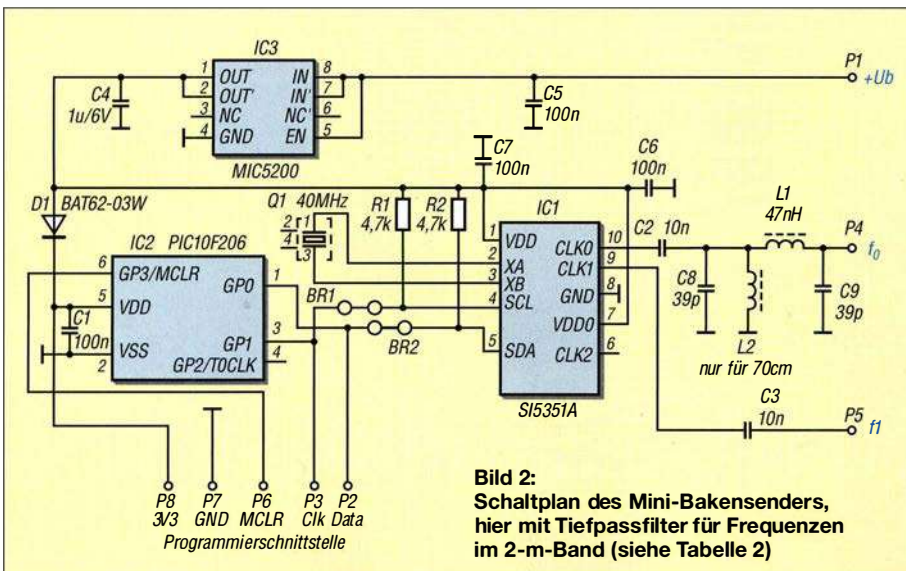 IC3
1 OUT IN 8
2 OUT' IN' 7
3 NC NC' 6
4 GND EN 5
MIC5200
C4
1u/6V
P1
+Ub
C5
100n
C7
100n
C6
100n
D1 BAT62-03W
Q1 40MHz
2 1
4 3
R1
4,7k
R2
4,7k
IC1
1 VDD
2 XA
3 XB
4 SCL
5 SDA
CLK0 10
CLK1 9
GND 8
VDD0 7
CLK2 6
SI5351A
C2 10n
L1
47nH
P4
f0
C8
39p
C9
39p
L2
nur für 70cm
C3
10n
P5
f1
IC2 PIC10F206
6 GP3/MCLR
5 VDD
2 VSS
GP0 1
GP1 3
GP2/T0CLK 4
C1
100n
BR1
BR2
P8 P7 P6 P3 P2
3V3 GND MCLR Clk Data
Programmierschnittstelle
Bild 2:
Schaltplan des Mini-Bakensenders,
hier mit Tiefpassfilter für Frequenzen
im 2-m-Band (siehe Tabelle 2)